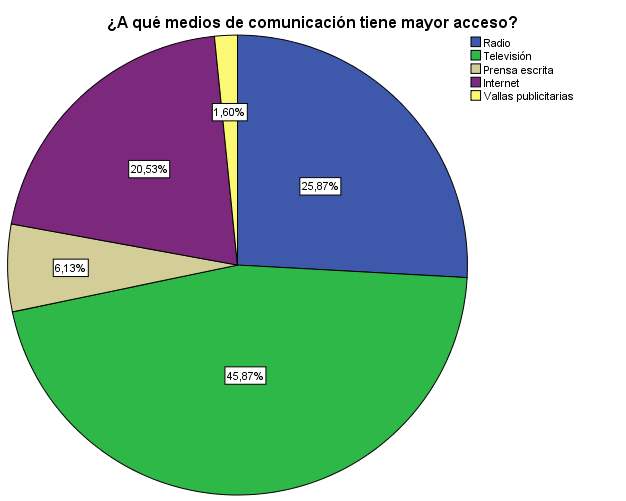 ¿A qué medios de comunicación tiene mayor acceso?
Radio
Televisión
Prensa escrita
Internet
Vallas publicitarias
1,60%
20,53%
25,87%
6,13%
45,87%